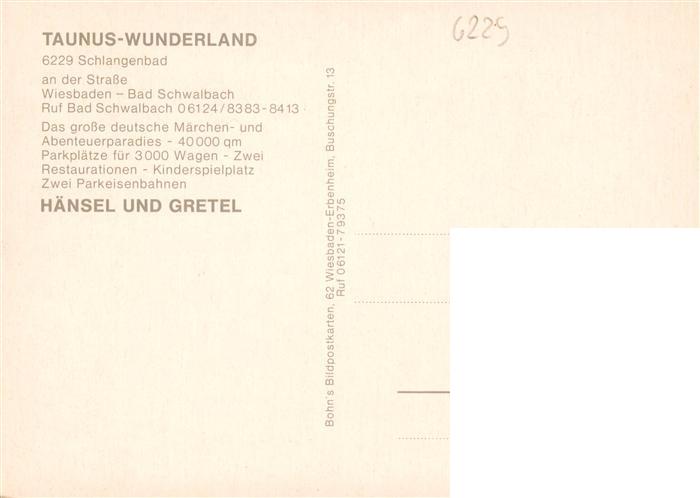 TAUNUS-WUNDERLAND
6229 Schlangenbad
an der Straße
Wiesbaden – Bad Schwalbach
Ruf Bad Schwalbach 06124/8383-8413
Das große deutsche Märchen- und
Abenteuerparadies - 40000 qm
Parkplätze für 3000 Wagen - Zwei
Restaurationen - Kinderspielplatz
Zwei Parkeisenbahnen
HÄNSEL UND GRETEL
Bohn's Bildpostkarten, 62 Wiesbaden-Erbenheim, Buschungstr. 13
Ruf 06121-79375
6229